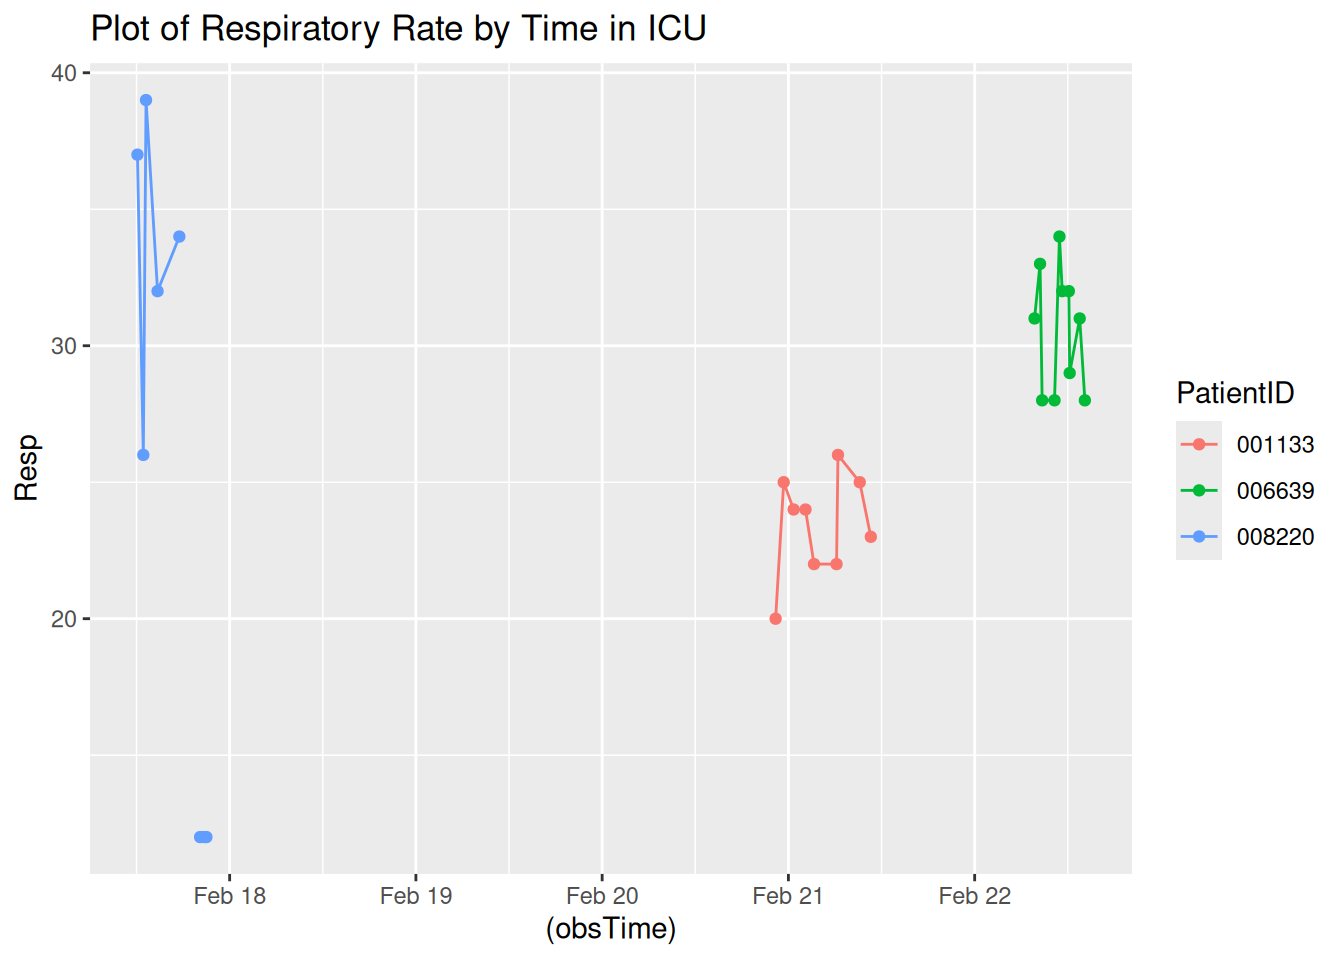 Plot of Respiratory Rate by Time in ICU
40
30
20
Resp
Feb 18
Feb 19
Feb 20
Feb 21
Feb 22
(obsTime)
PatientID
001133
006639
008220